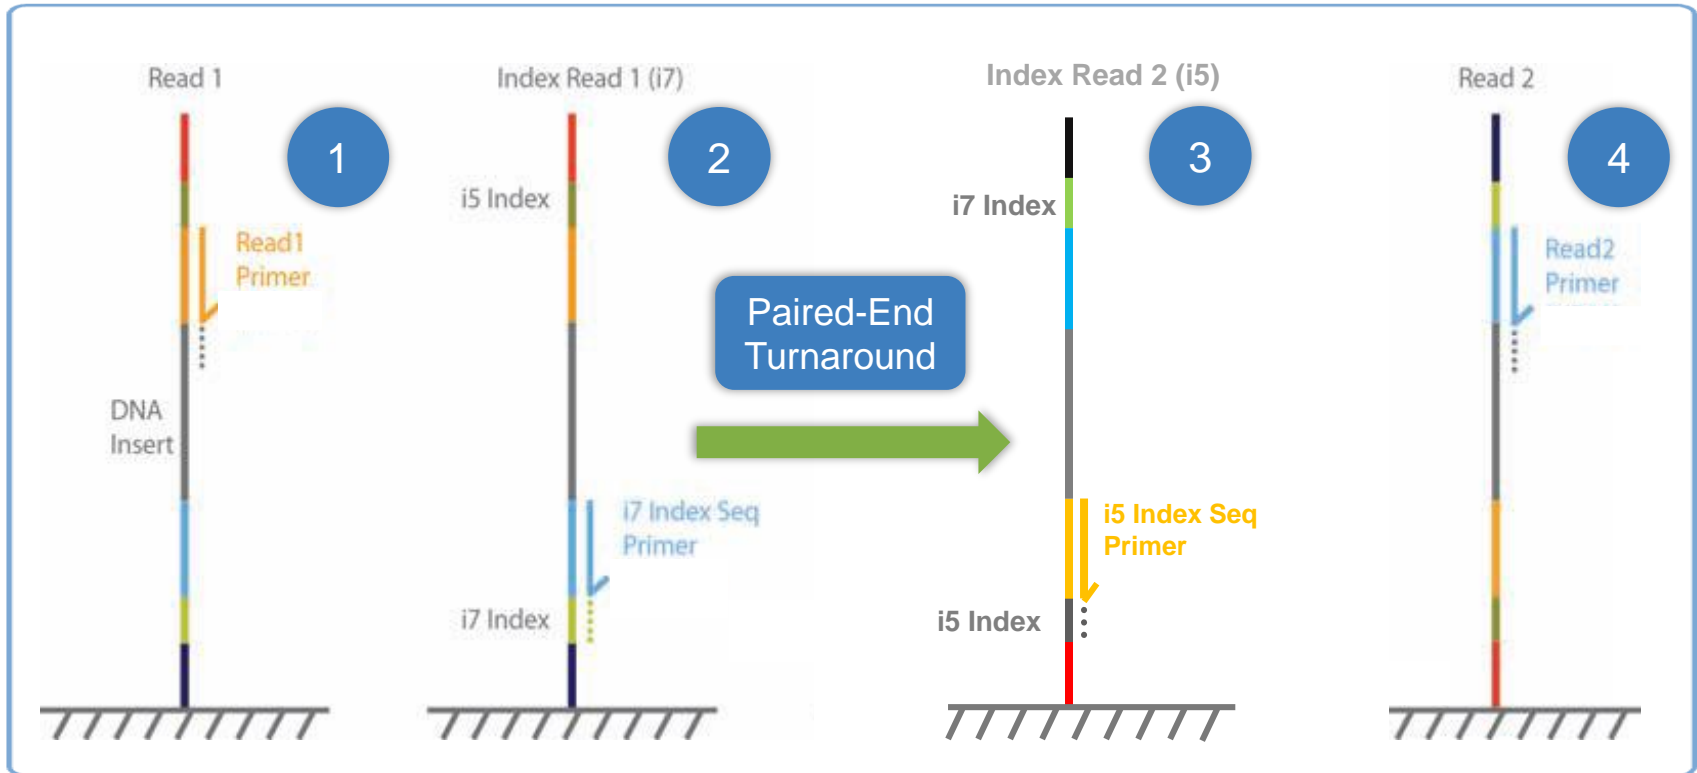 Read 1
1
Read1
Primer
DNA
Insert
Index Read 1 (i7)
2
i5 Index
i7 Index Seq
Primer
i7 Index
Paired-End
Turnaround
Index Read 2 (i5)
3
i7 Index
i5 Index Seq
Primer
i5 Index
Read 2
4
Read2
Primer